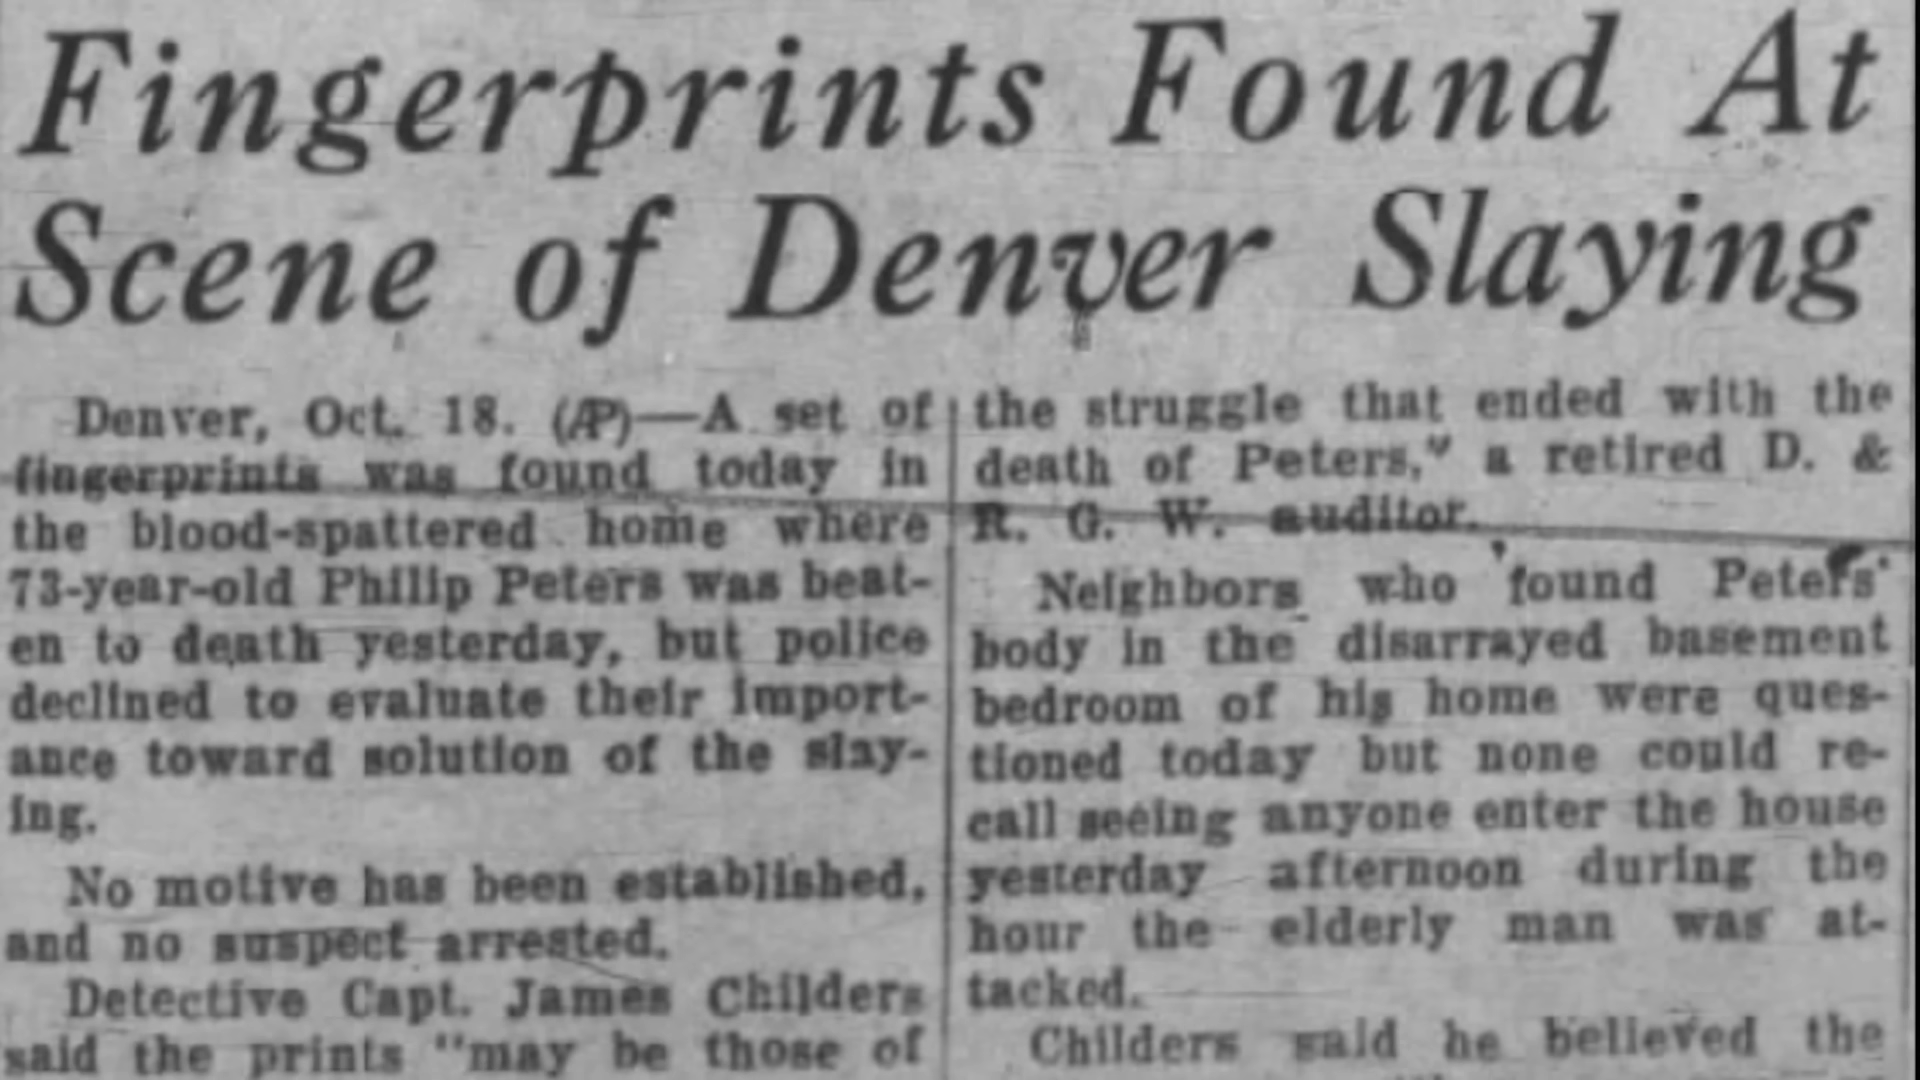 Fingerprints Found At
Scene of Denver Slaying
Denver, Oct. 18. (AP)—A set of
fingerprints was found today in
the blood-spattered home where
73-year-old Philip Peters was beat-
en to death yesterday, but police
declined to evaluate their import-
ance toward solution of the slay-
ing.
No motive has been established,
and no suspect arrested.
Detective Capt. James Childers
said the prints "may be those of
the struggle that ended with the
death of Peters," a retired D. &
R. G. W. auditor.
Neighbors who found Peters'
body in the disarrayed basement
bedroom of his home were ques-
tioned today but none could re-
call seeing anyone enter the house
yesterday afternoon during the
hour the elderly man was at-
tacked.
Childers said he believed the